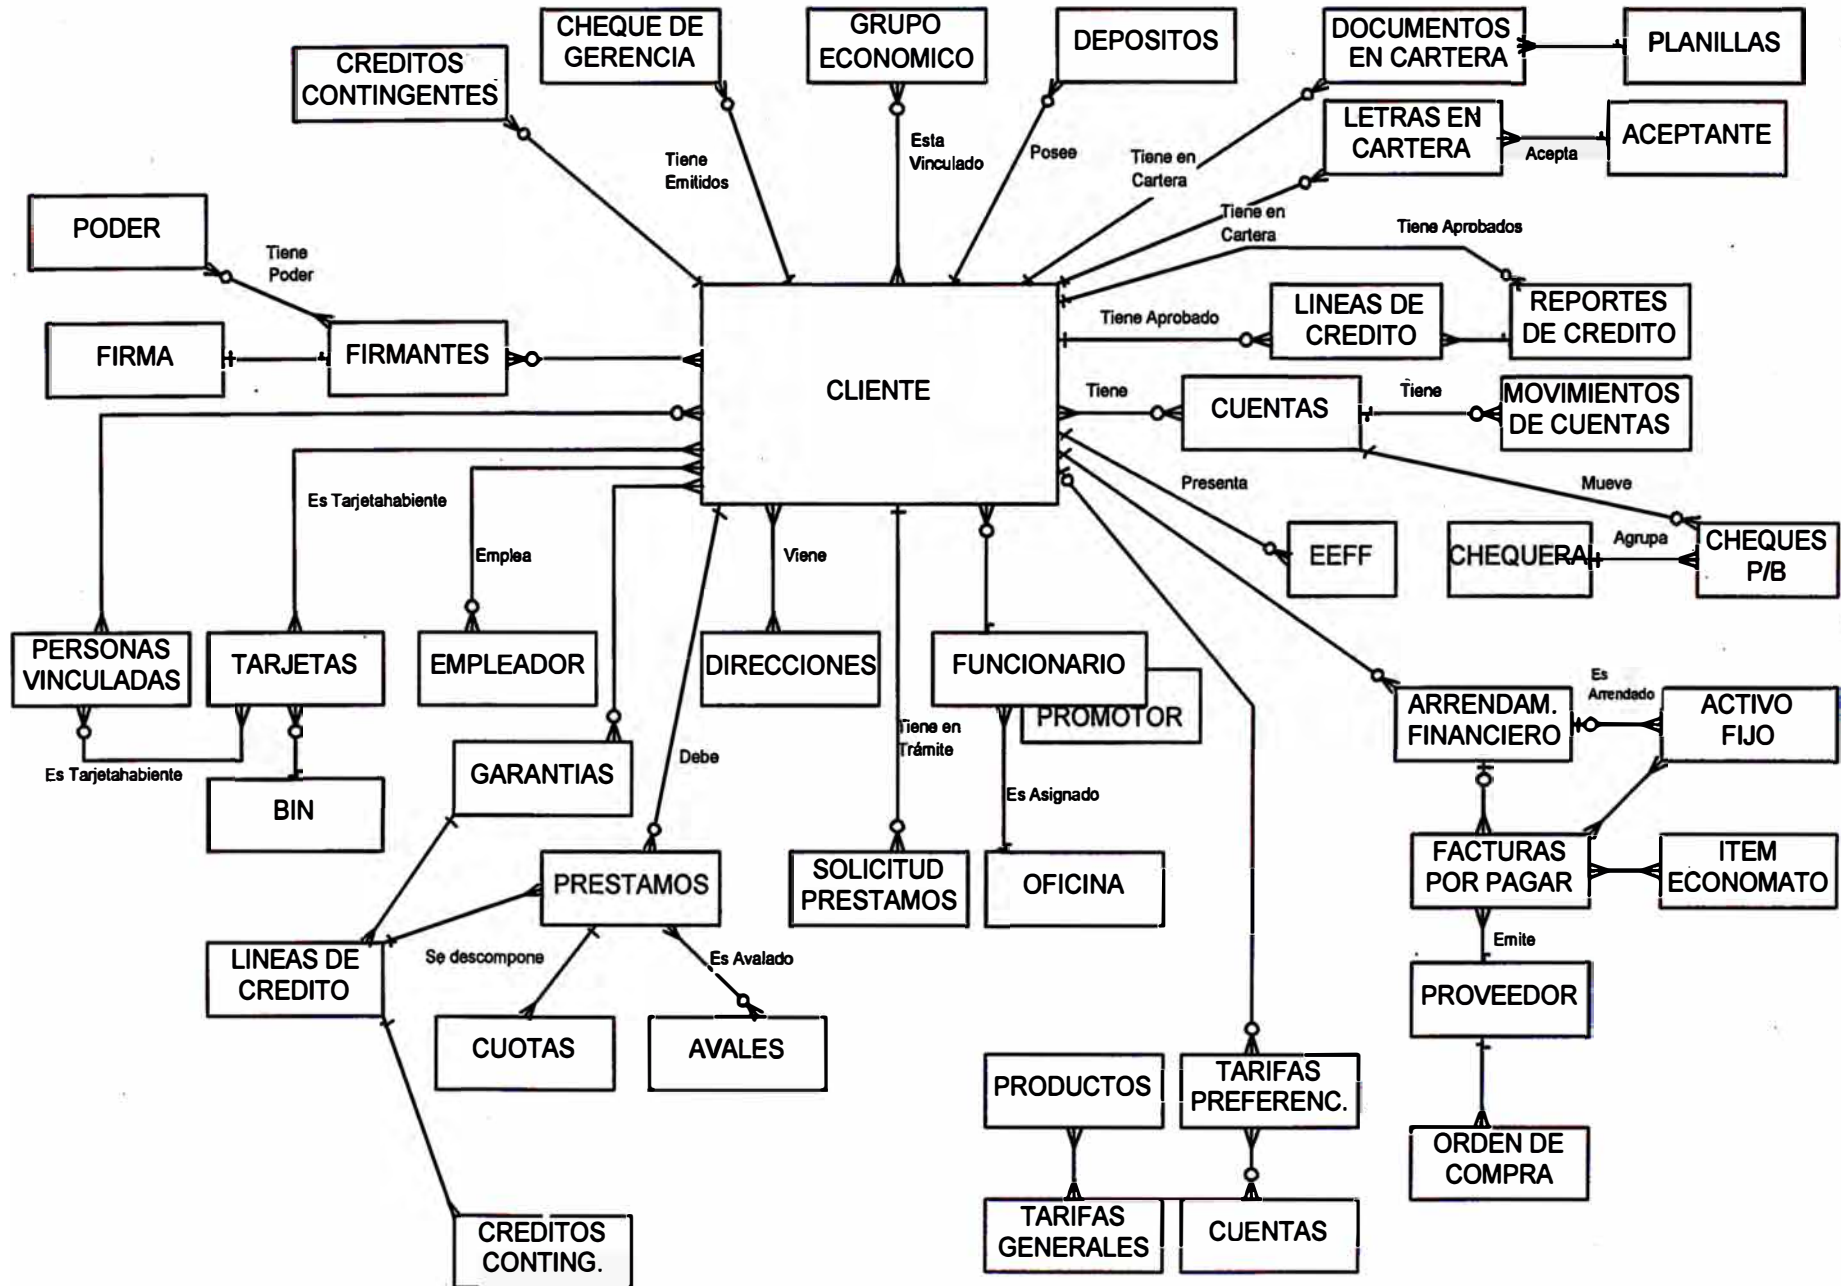 CHEQUE DE
GERENCIA
GRUPO
ECONOMICO
DEPOSITOS
DOCUMENTOS
EN CARTERA
PLANILLAS
CREDITOS
CONTINGENTES
LETRAS EN
CARTERA
Acepta
ACEPTANTE
Tiene
Emitidos
Esta
Vinculado
Posee
Tiene en
Cartera
Tiene en
Cartera
Tiene Aprobados
PODER
Tiene
Poder
FIRMA
FIRMANTES
CLIENTE
Tiene Aprobado
LINEAS DE
CREDITO
REPORTES
DE CREDITO
Tiene
CUENTAS
Tiene
MOVIMIENTOS
DE CUENTAS
Es Tarjetahabiente
Emplea
Viene
Presenta
Mueve
EEFF
CHEQUERA
Agrupa
CHEQUES
P/B
PERSONAS
VINCULADAS
TARJETAS
EMPLEADOR
DIRECCIONES
FUNCIONARIO
PROMOTOR
Es
Arrendado
ARRENDAM.
FINANCIERO
ACTIVO
FIJO
Es Tarjetahabiente
BIN
GARANTIAS
Debe
Tiene en
Trámite
Es Asignado
PRESTAMOS
SOLICITUD
PRESTAMOS
OFICINA
FACTURAS
POR PAGAR
ITEM
ECONOMATO
LINEAS DE
CREDITO
Se descompone
Es Avalado
Emite
PROVEEDOR
CUOTAS
AVALES
PRODUCTOS
TARIFAS
PREFERENC.
ORDEN DE
COMPRA
CREDITOS
CONTING.
TARIFAS
GENERALES
CUENTAS